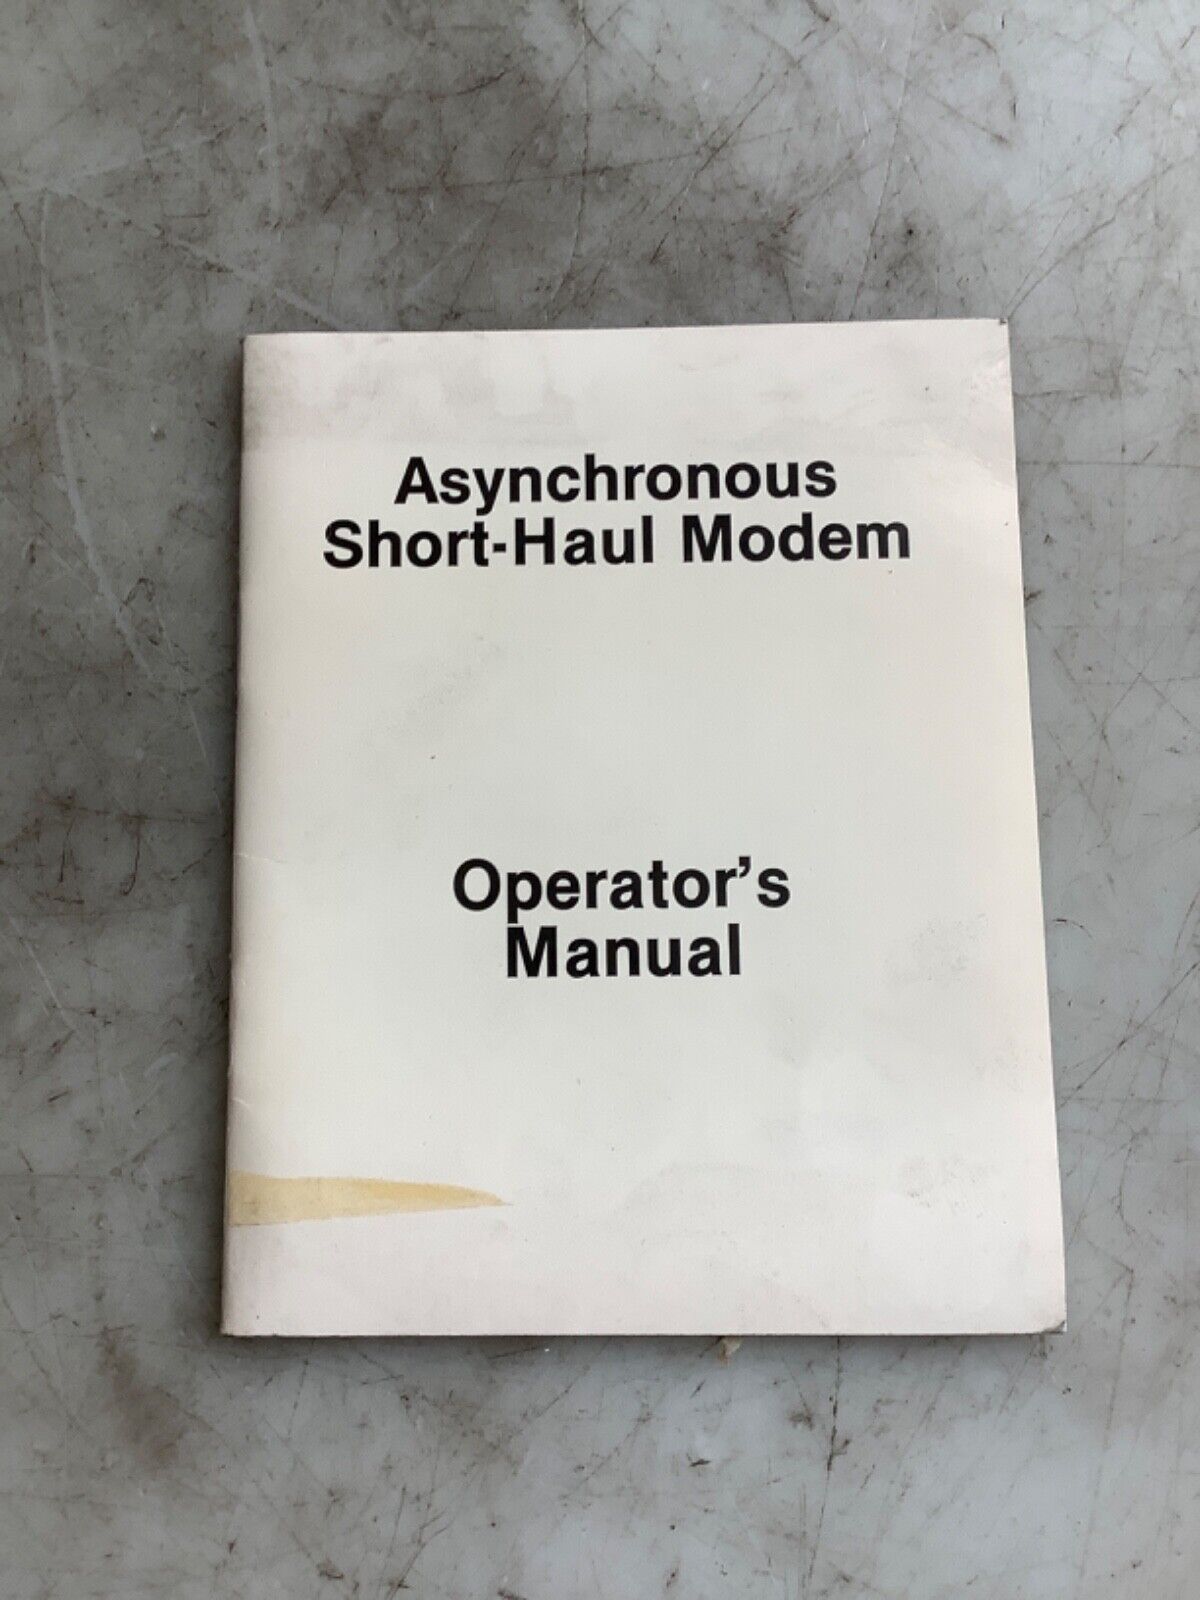 Asynchronous
Short-Haul Modem
Operator's
Manual